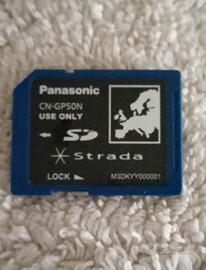 Panasonic
CN-GP50N
USE ONLY
SD
Strada
LOCK
M3DKYY000001